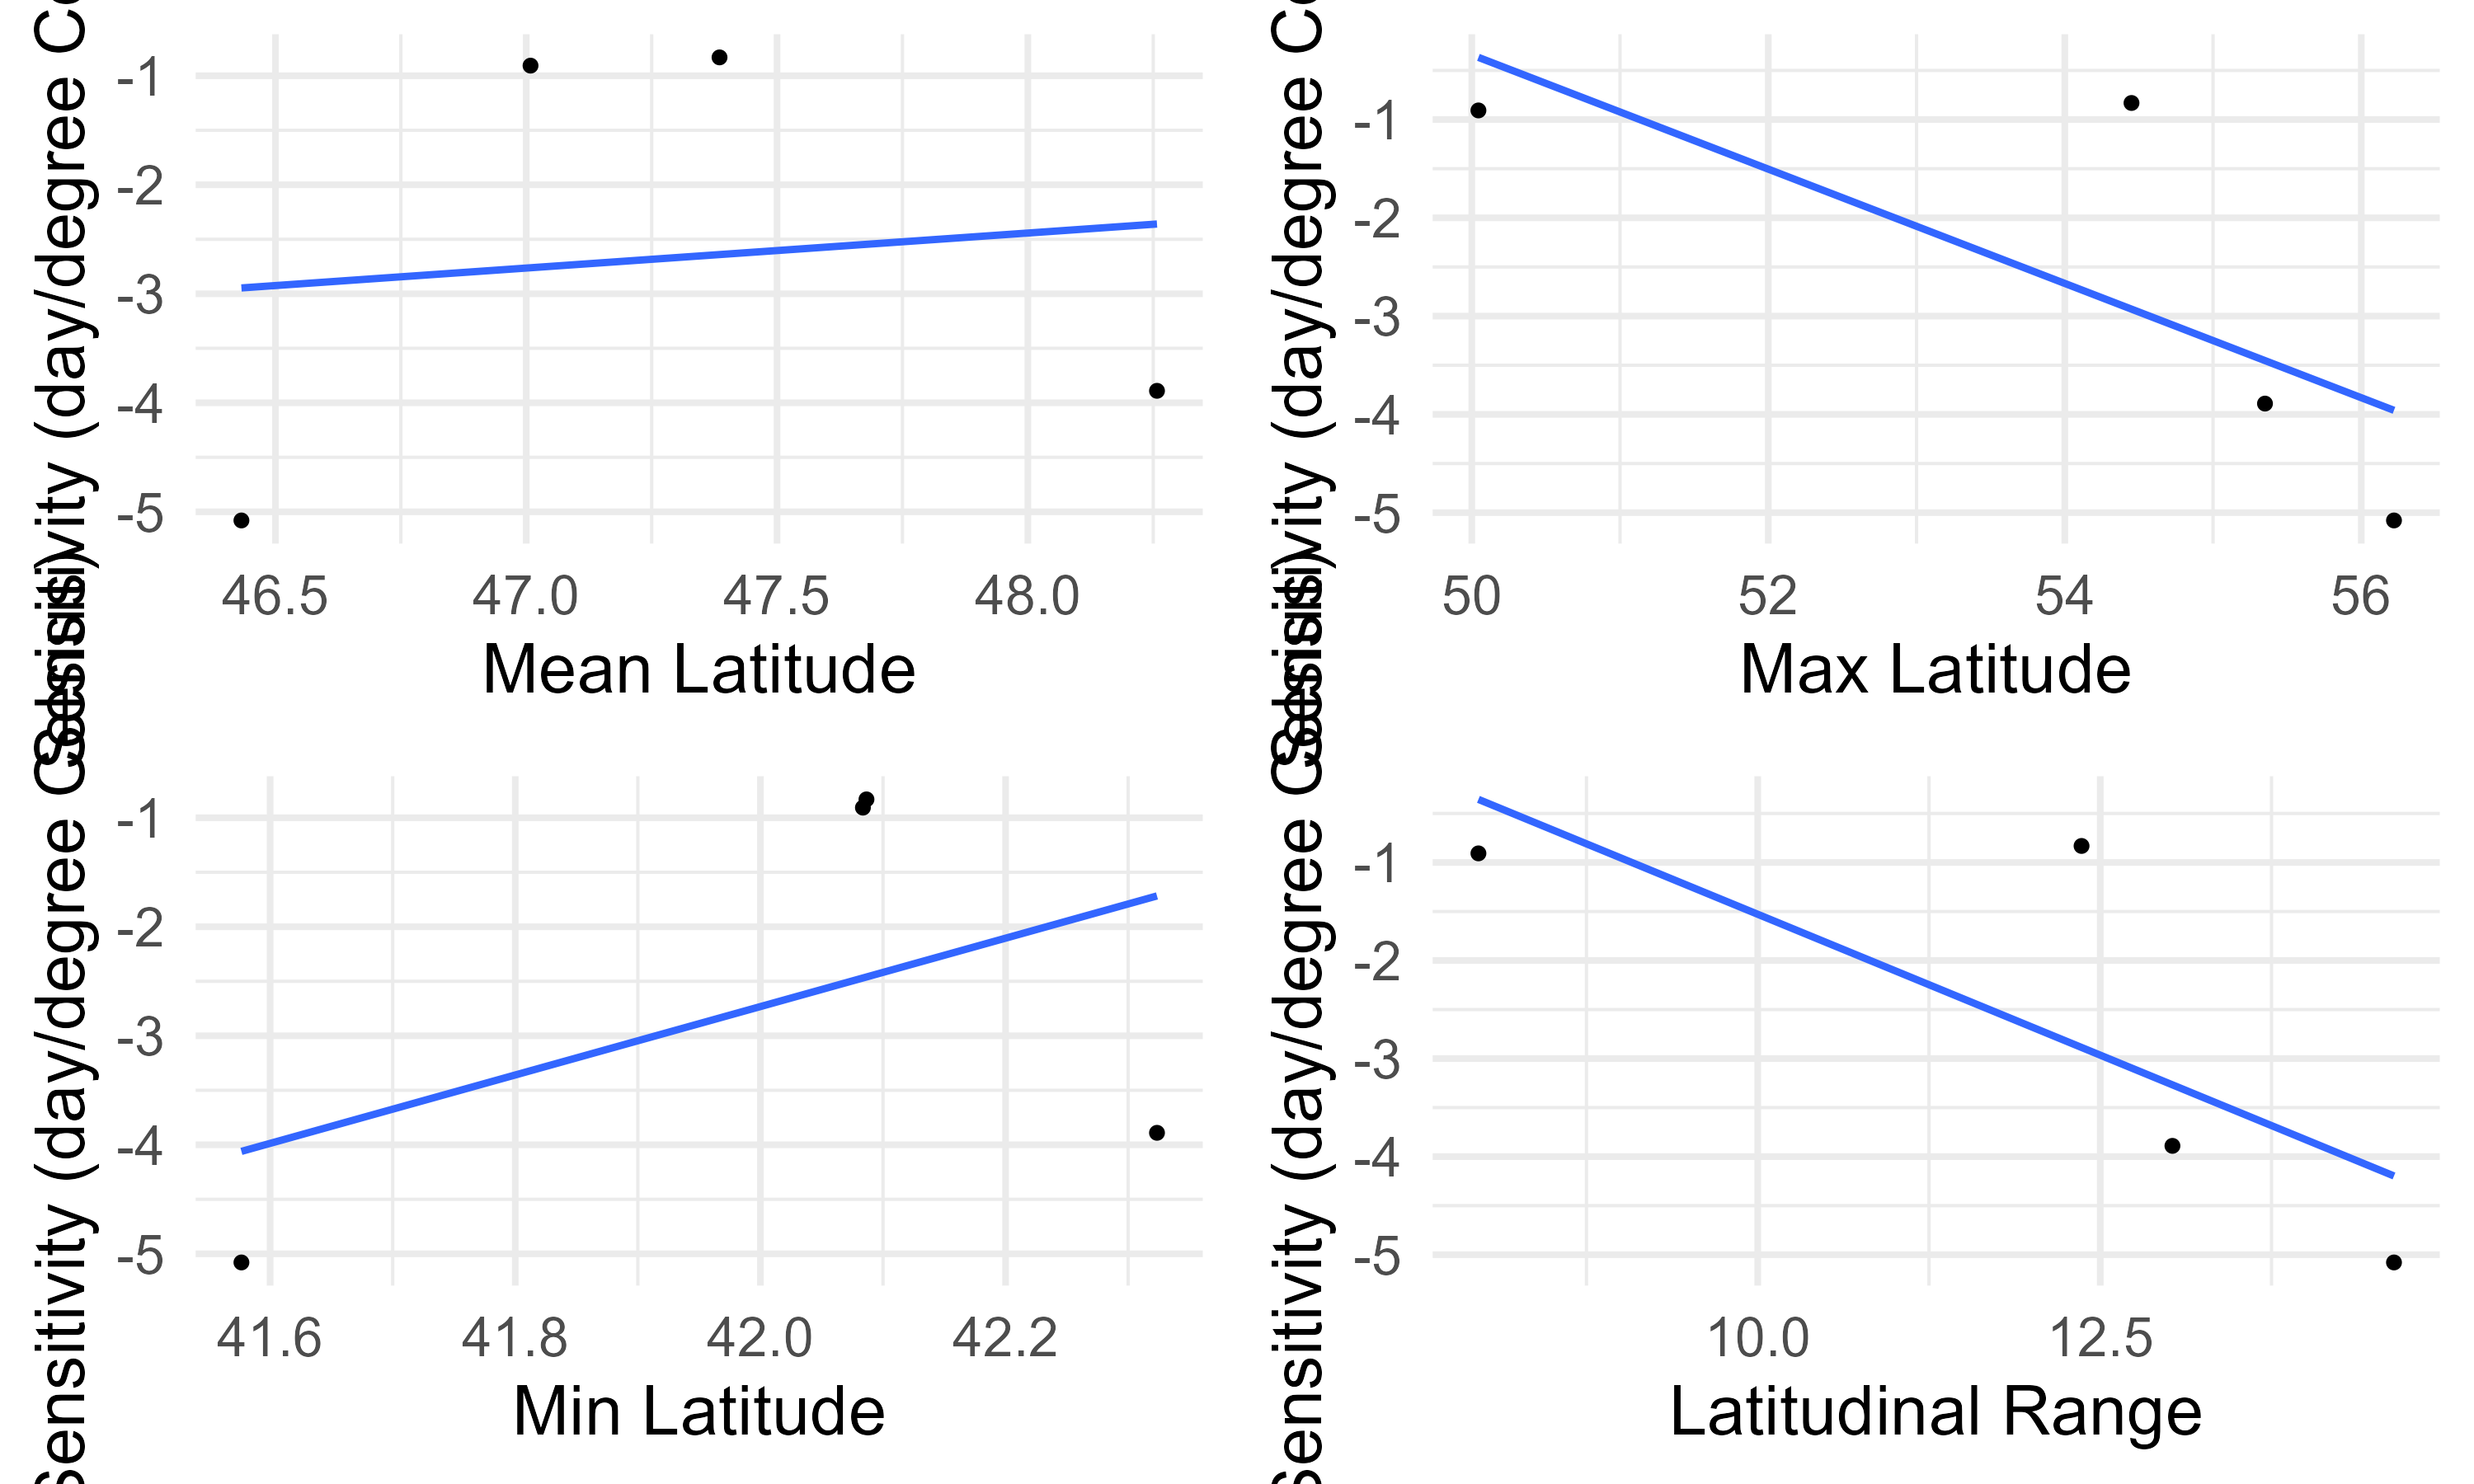 -1
-2
-3
-4
-5
46.5 47.0 47.5 48.0
Mean Latitude
(day/degree
-1
-2
-3
-4
-5
50 52 54 56
Max Latitude
(day/degree
-1
-2
-3
-4
-5
41.6 41.8 42.0 42.2
Min Latitude
Sensitivity (day/degree
-1
-2
-3
-4
-5
10.0 12.5
Latitudinal Range
Sensitivity (day/degree